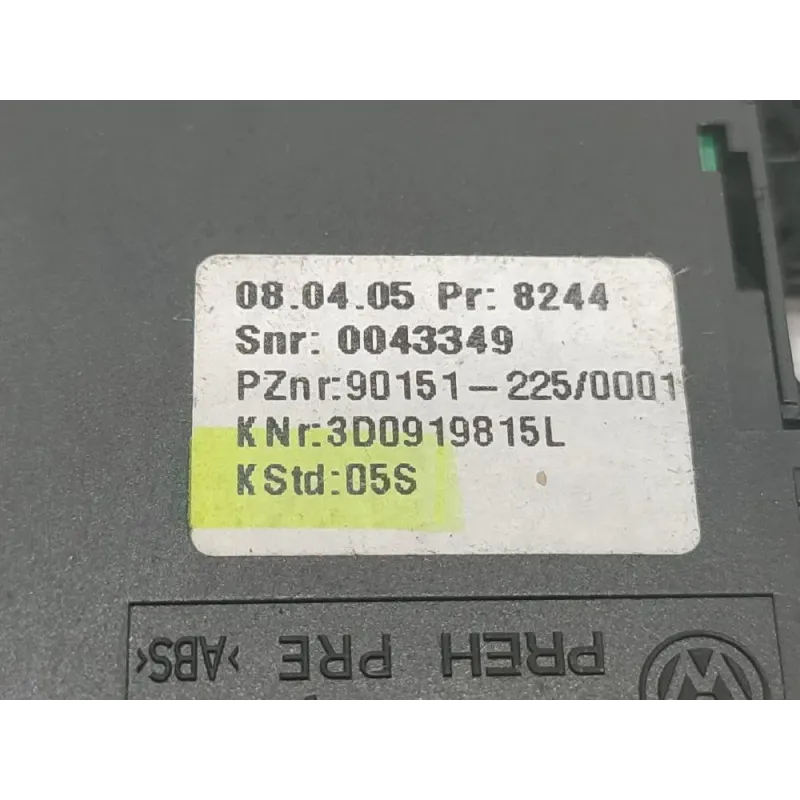 08.04.05 Pr: 8244
Snr: 0043349
PZnr:90151-225/0001
KNr:3D0919815L
KStd:05S
PREH PRE >ABS<